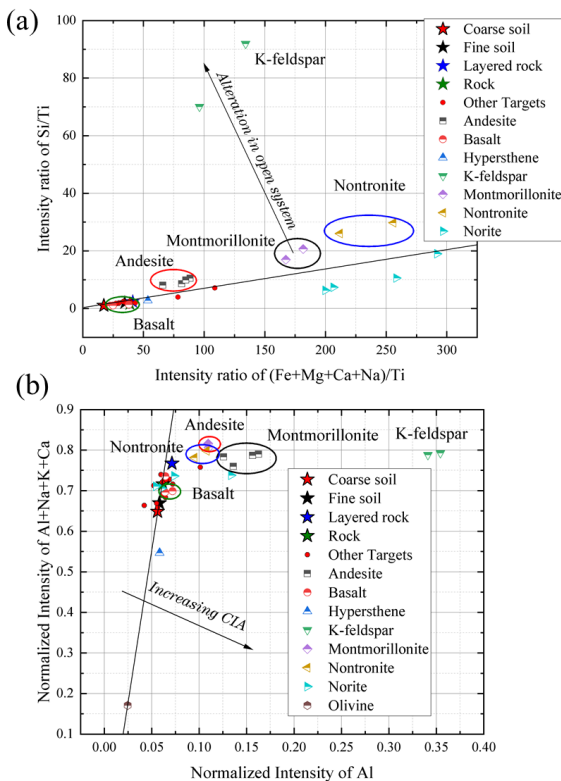 (a)
100
80
60
40
20
0
Intensity ratio of Si/Ti
K-feldspar
Alteration in open system
Nontronite
Montmorillonite
Andesite
Basalt
Coarse soil
Fine soil
Layered rock
Rock
Other Targets
Andesite
Basalt
Hypersthene
K-feldspar
Montmorillonite
Nontronite
Norite
0 50 100 150 200 250 300
Intensity ratio of (Fe+Mg+Ca+Na)/Ti
(b)
0.9
0.8
0.7
0.6
0.5
0.4
0.3
0.2
0.1
Normalized Intensity of Al+Na+K+Ca
Andesite
Nontronite
Montmorillonite
K-feldspar
Basalt
Increasing CIA
Coarse soil
Fine soil
Layered rock
Rock
Other Targets
Andesite
Basalt
Hypersthene
K-feldspar
Montmorillonite
Nontronite
Norite
Olivine
0.00 0.05 0.10 0.15 0.20 0.25 0.30 0.35 0.40
Normalized Intensity of Al